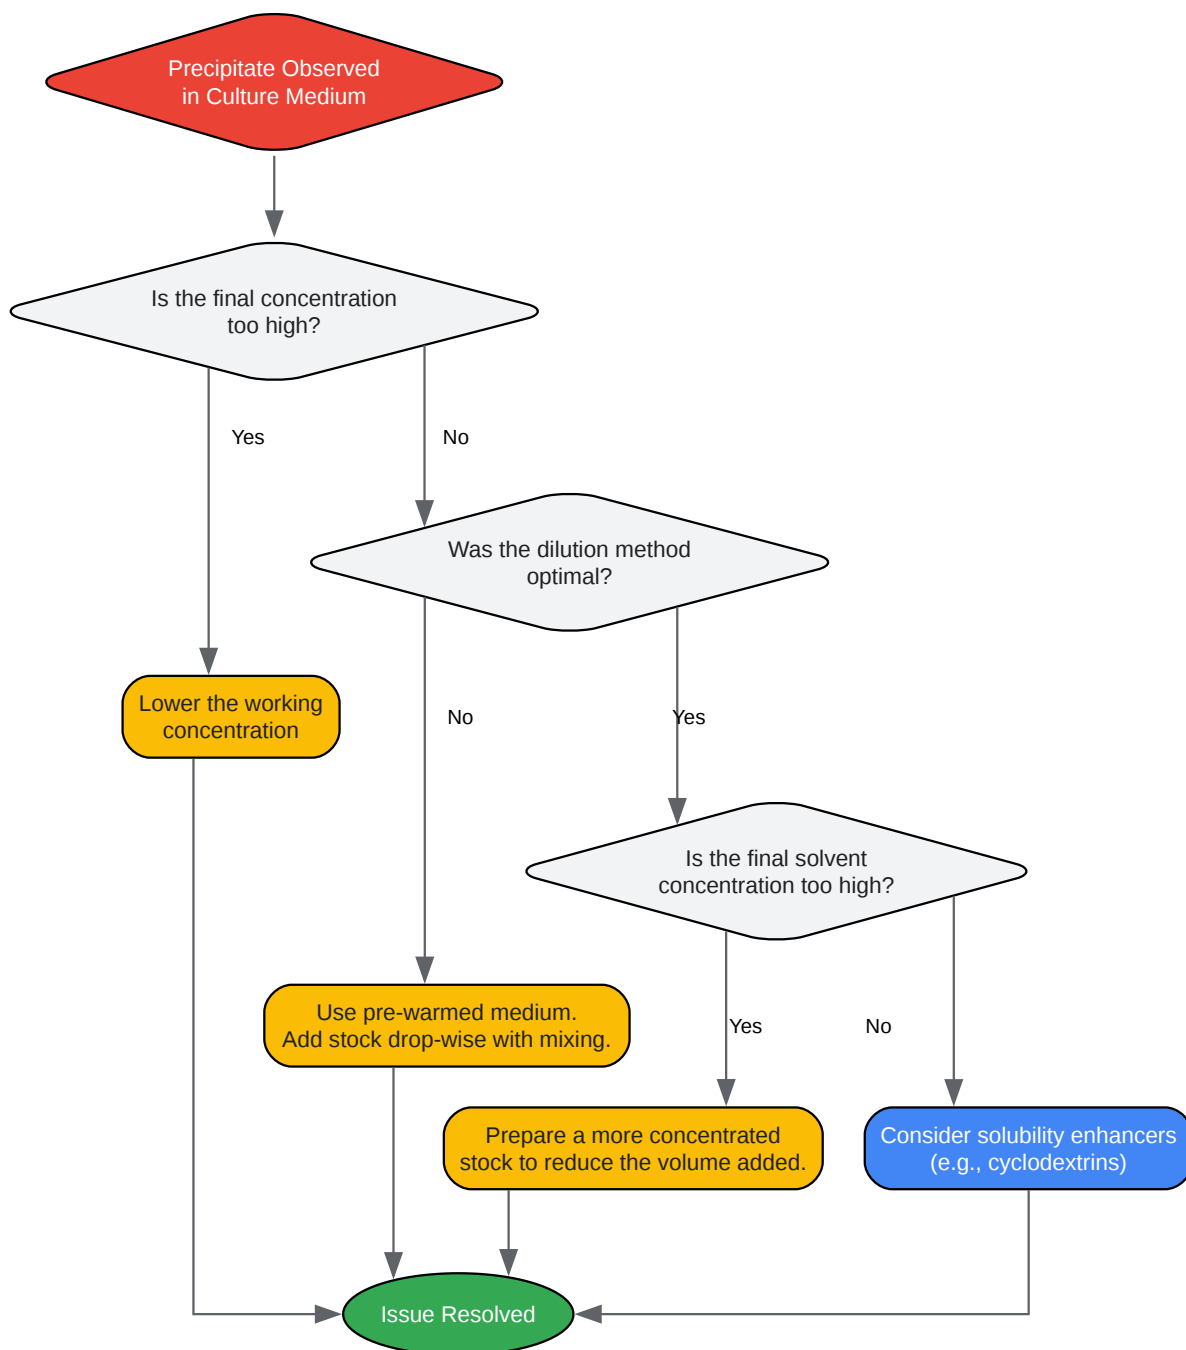 Precipitate Observed
in Culture Medium
Is the final concentration
too high?
Yes
No
Was the dilution method
optimal?
Lower the working
concentration
No
Yes
Is the final solvent
concentration too high?
Use pre-warmed medium.
Add stock drop-wise with mixing.
Yes
No
Prepare a more concentrated
stock to reduce the volume added.
Consider solubility enhancers
(e.g., cyclodextrins)
Issue Resolved